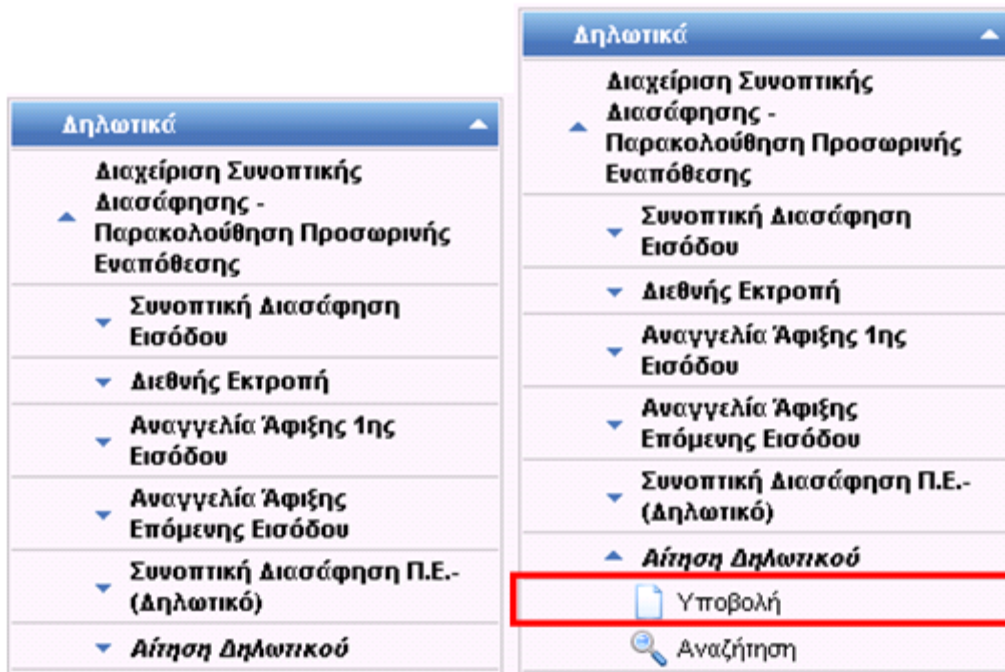 Δηλωτικά
Διαχείριση Συνοπτικής
Διασάφησης -
Παρακολούθηση Προσωρινής
Εναπόθεσης
Συνοπτική Διασάφηση
Εισόδου
Διεθνής Εκτροπή
Αναγγελία Άφιξης 1ης
Εισόδου
Αναγγελία Άφιξης
Επόμενης Εισόδου
Συνοπτική Διασάφηση Π.Ε.-
(Δηλωτικό)
Αίτηση Δηλωτικού
Δηλωτικά
Διαχείριση Συνοπτικής
Διασάφησης -
Παρακολούθηση Προσωρινής
Εναπόθεσης
Συνοπτική Διασάφηση
Εισόδου
Διεθνής Εκτροπή
Αναγγελία Άφιξης 1ης
Εισόδου
Αναγγελία Άφιξης
Επόμενης Εισόδου
Συνοπτική Διασάφηση Π.Ε.-
(Δηλωτικό)
Αίτηση Δηλωτικού
Υποβολή
Αναζήτηση